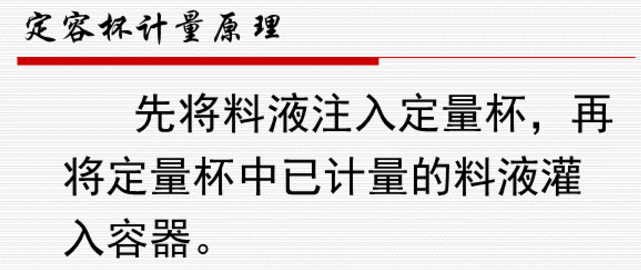 定容杯计量原理
先将料液注入定量杯，再
将定量杯中已计量的料液灌
入容器。